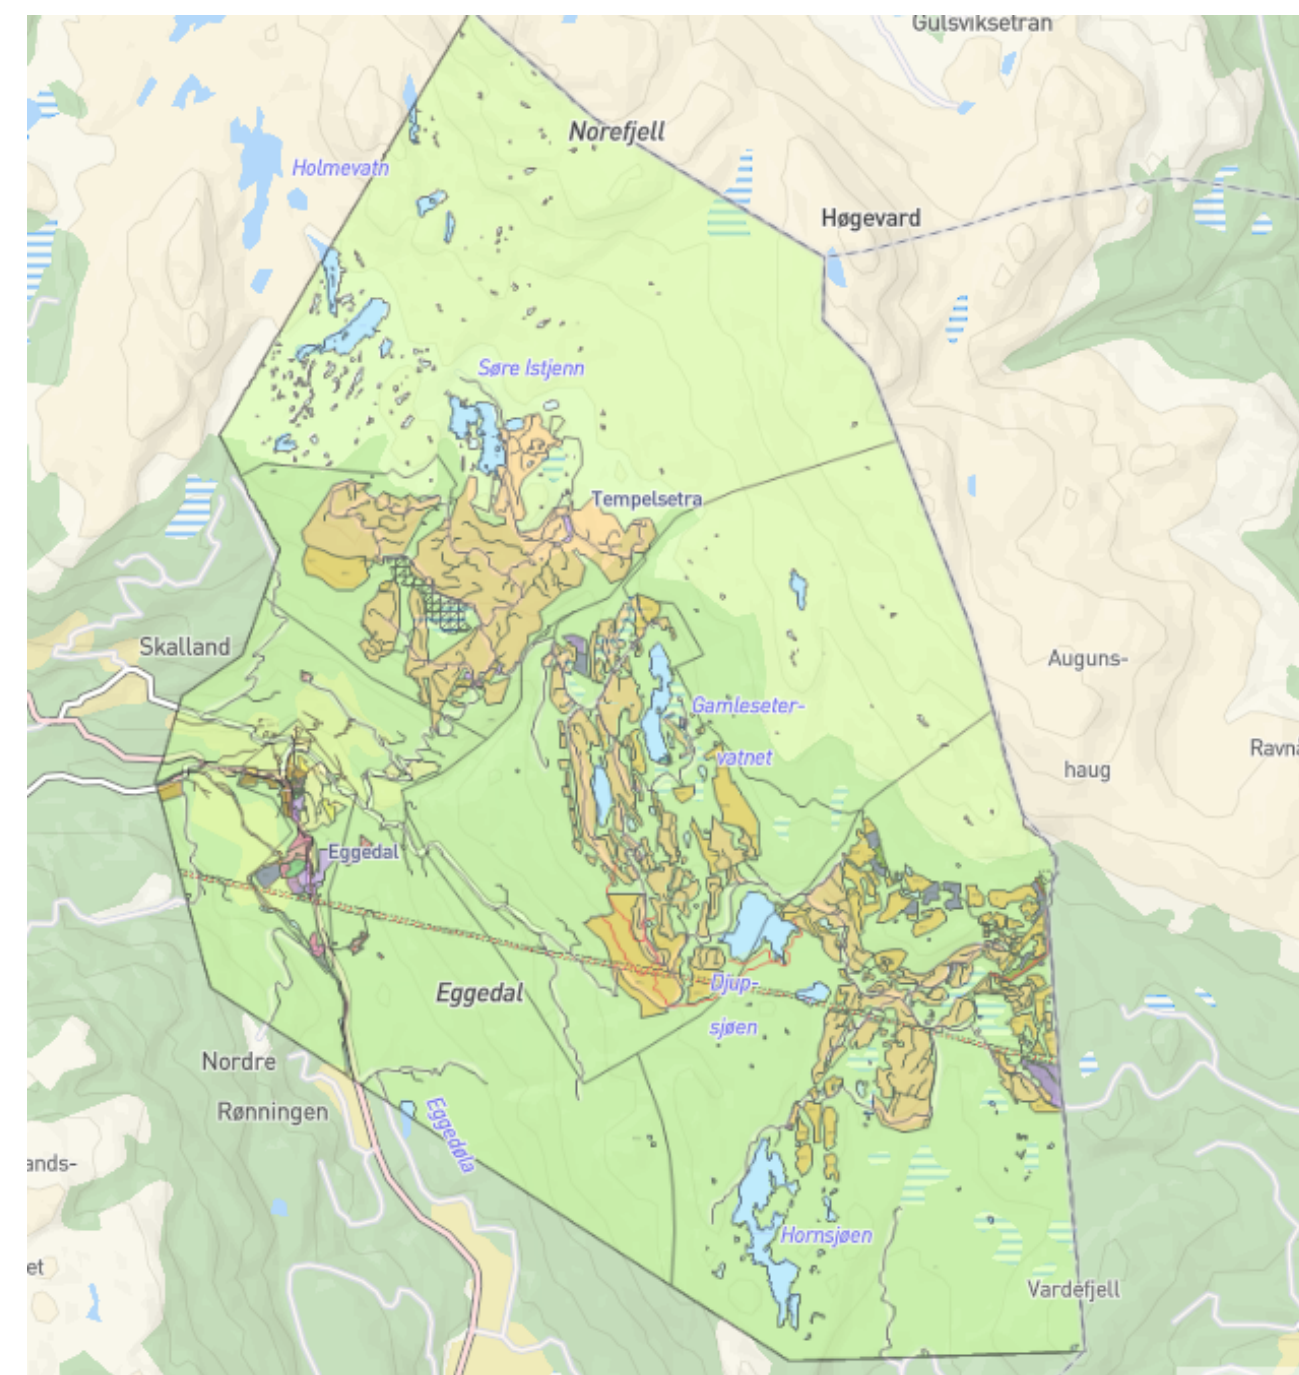 Gulsviksetran
Norefjell
Holmevatn
Høgevard
Søre Istjenn
Tempelsetra
Skalland
Auguns-
haug
Gamleseter-
vatnet
Ravnå
Eggedal
Eggedal
Djup-
sjøen
Nordre
Rønningen
Eggedøla
ands-
Hornsjøen
et
Vardefjell